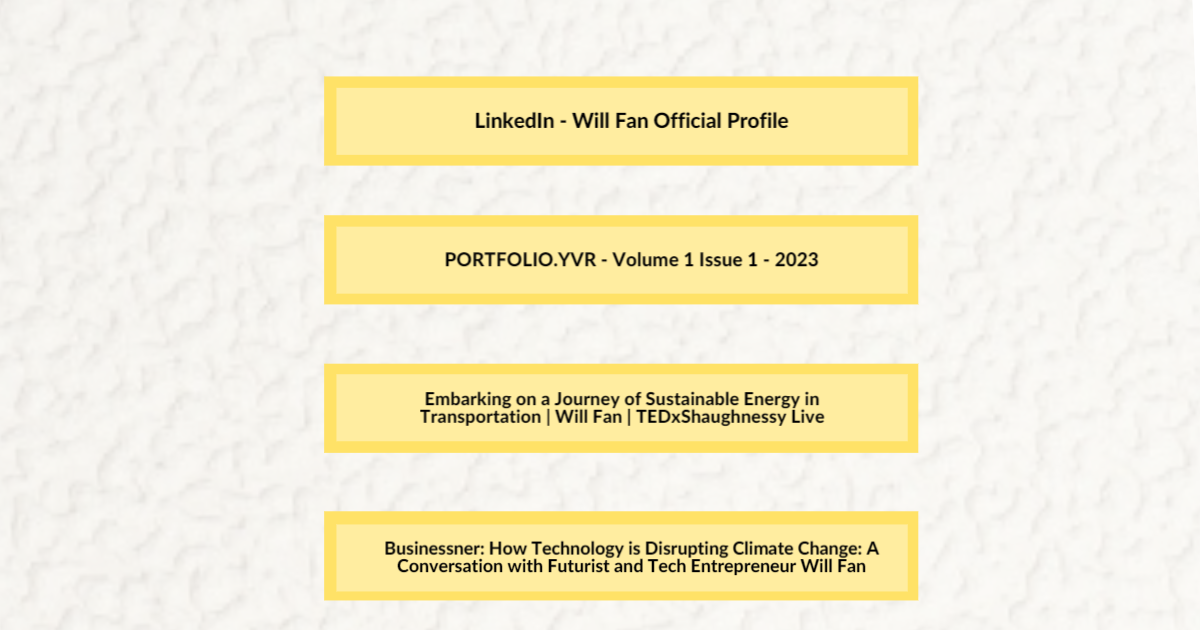 LinkedIn - Will Fan Official Profile
PORTFOLIO.YVR - Volume 1 Issue 1 - 2023
Embarking on a Journey of Sustainable Energy in
Transportation | Will Fan | TEDxShaughnessy Live
Businessner: How Technology is Disrupting Climate Change: A
Conversation with Futurist and Tech Entrepreneur Will Fan